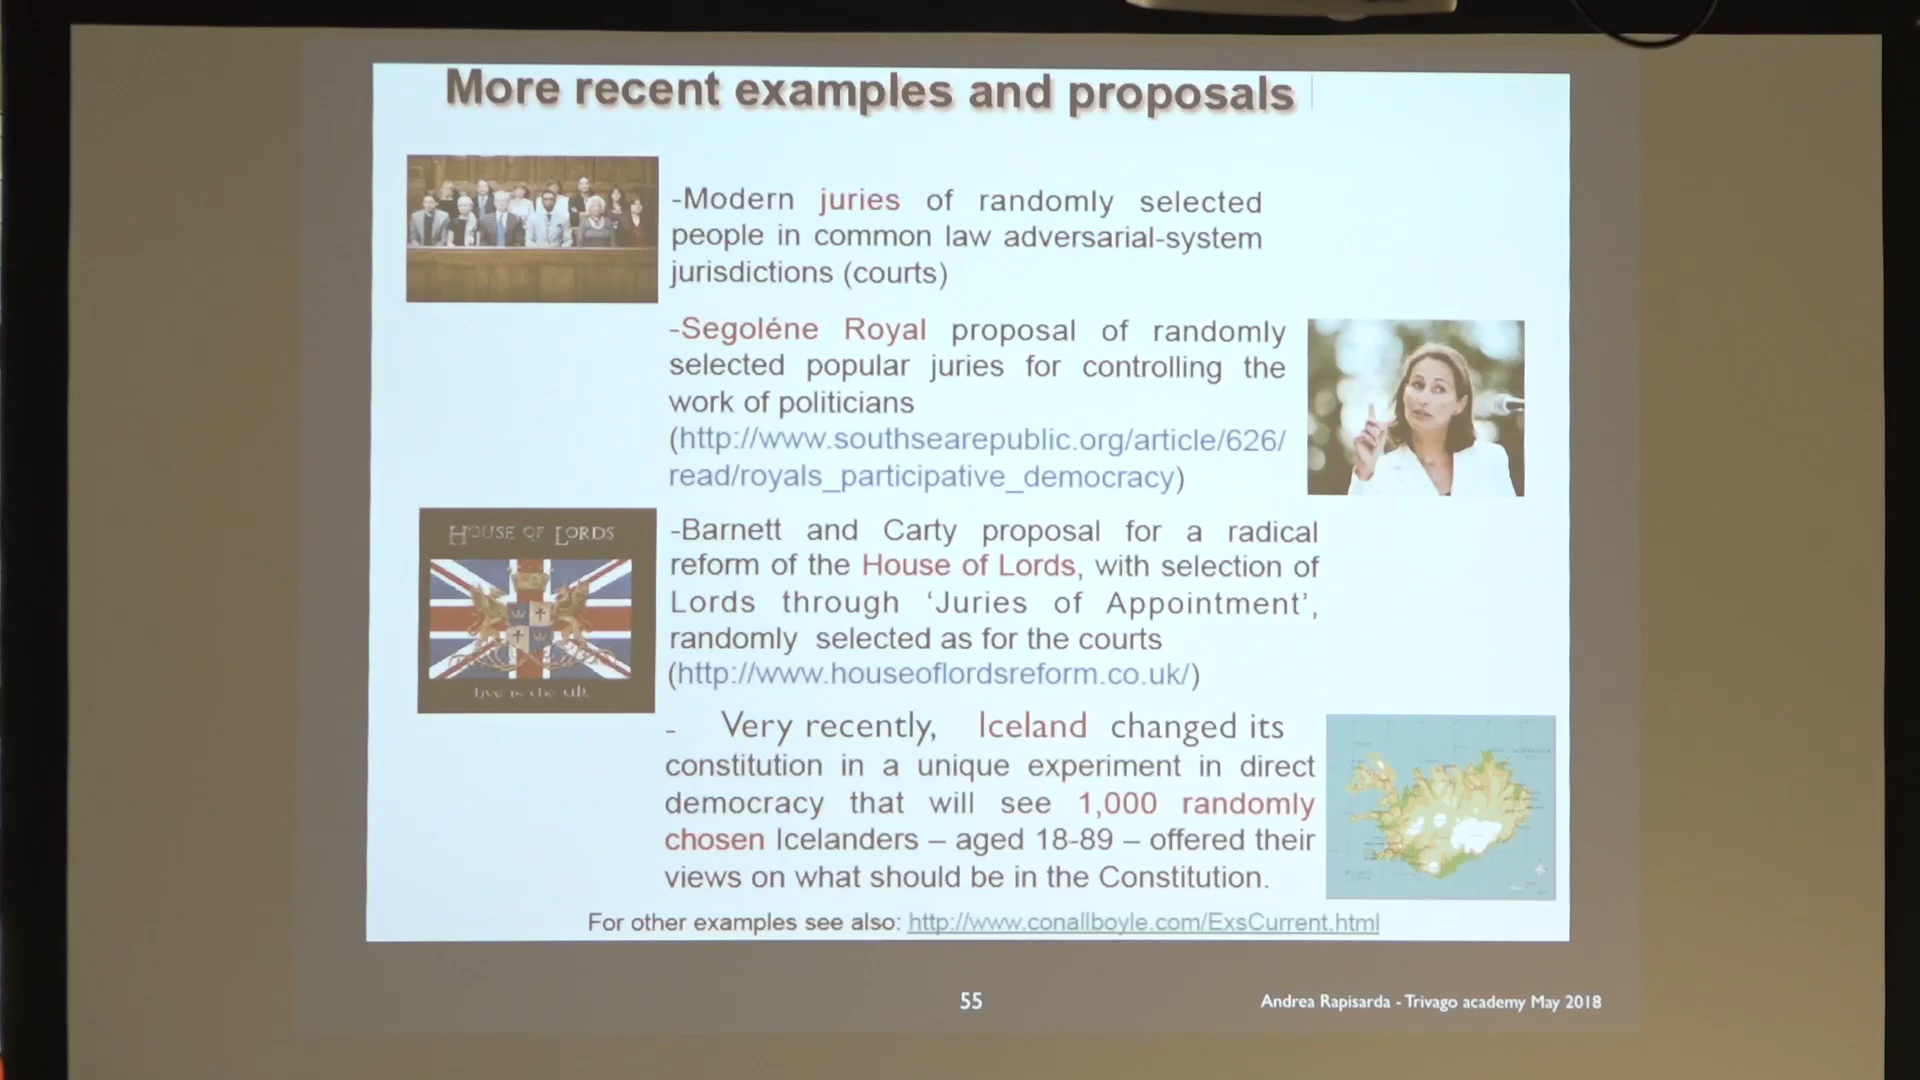 More recent examples and proposals
-Modern juries of randomly selected
people in common law adversarial-system
jurisdictions (courts)
-Segoléne Royal proposal of randomly
selected popular juries for controlling the
work of politicians
(http://www.southsearepublic.org/article/626/
read/royals_participative_democracy)
HOUSE OF LORDS
-Barnett and Carty proposal for a radical
reform of the House of Lords, with selection of
Lords through ‘Juries of Appointment’,
randomly selected as for the courts
(http://www.houseoflordsreform.co.uk/)
- Very recently, Iceland changed its
constitution in a unique experiment in direct
democracy that will see 1,000 randomly
chosen Icelanders – aged 18-89 – offered their
views on what should be in the Constitution.
For other examples see also: http://www.conallboyle.com/ExsCurrent.html
55
Andrea Rapisarda - Trivago academy May 2018